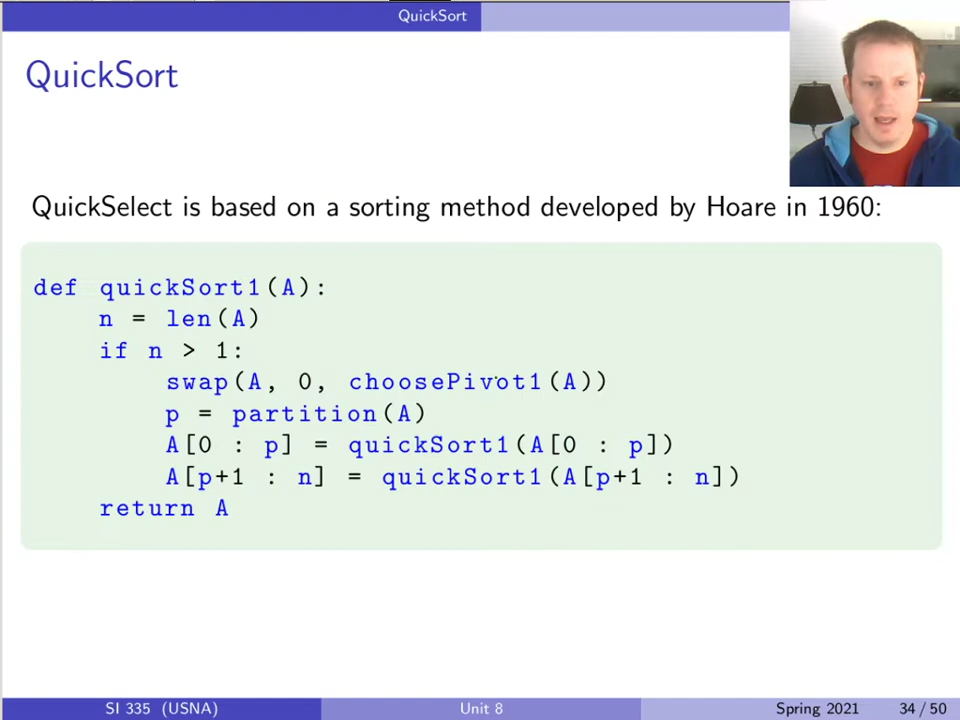 QuickSort
QuickSort
QuickSelect is based on a sorting method developed by Hoare in 1960:
def quickSort1(A):
    n = len(A)
    if n > 1:
        swap(A, 0, choosePivot1(A))
        p = partition(A)
        A[0 : p] = quickSort1(A[0 : p])
        A[p+1 : n] = quickSort1(A[p+1 : n])
    return A
SI 335 (USNA) Unit 8 Spring 2021 34 / 50